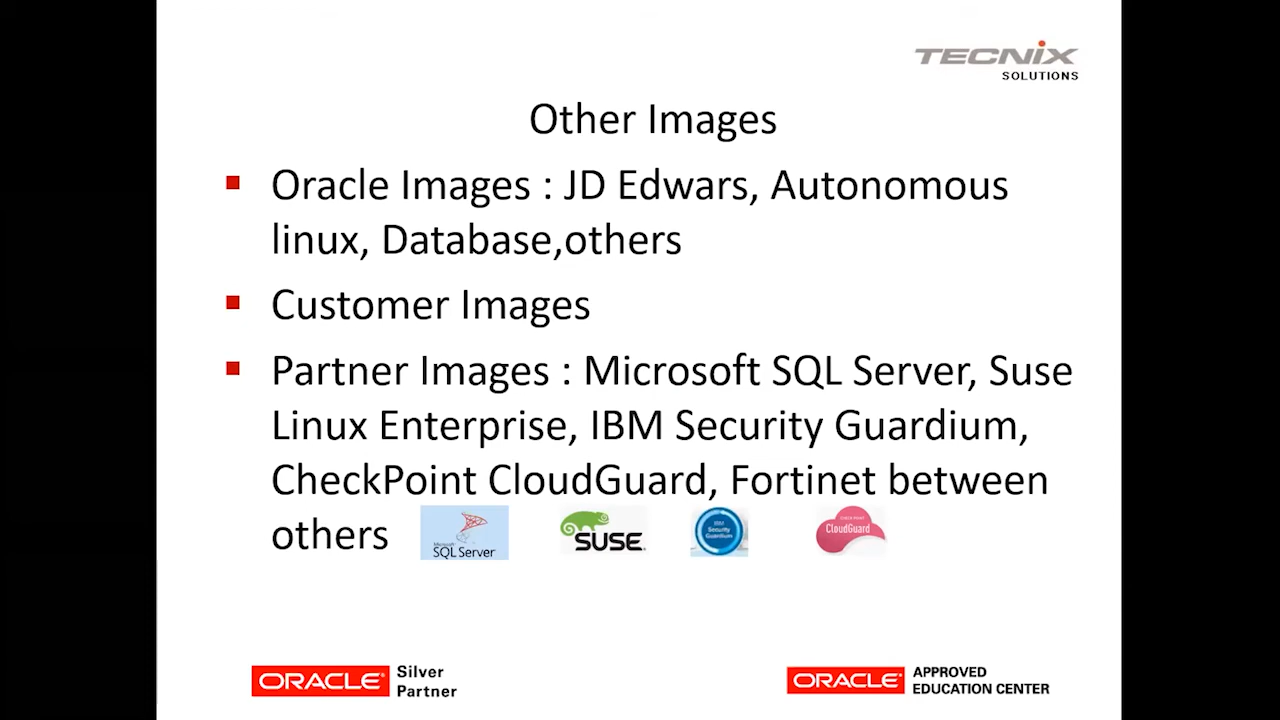 TECNIX
SOLUTIONS
Other Images
Oracle Images : JD Edwars, Autonomous
linux, Database,others
Customer Images
Partner Images : Microsoft SQL Server, Suse
Linux Enterprise, IBM Security Guardium,
CheckPoint CloudGuard, Fortinet between
others
Microsoft
SQL Server
SUSE
IBM
Security
Guardium
CHECK POINT
CloudGuard
ORACLE
Silver
Partner
ORACLE
APPROVED
EDUCATION CENTER